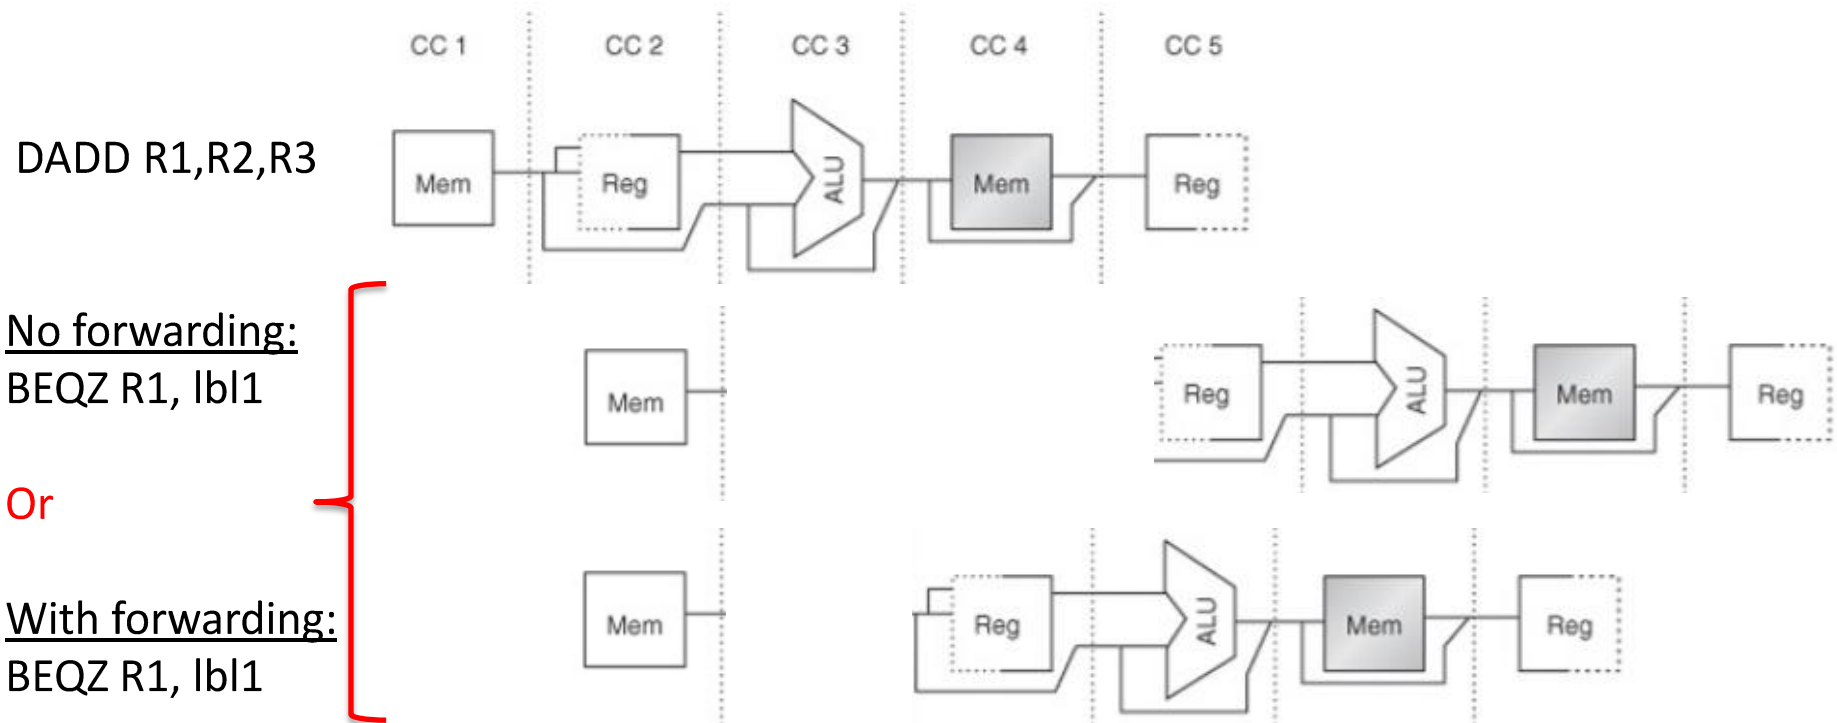 CC 1 CC 2 CC 3 CC 4 CC 5
DADD R1,R2,R3
Mem Reg ALU Mem Reg
No forwarding:
BEQZ R1, lbl1
Mem Reg ALU Mem Reg
Or
With forwarding:
BEQZ R1, lbl1
Mem Reg ALU Mem Reg